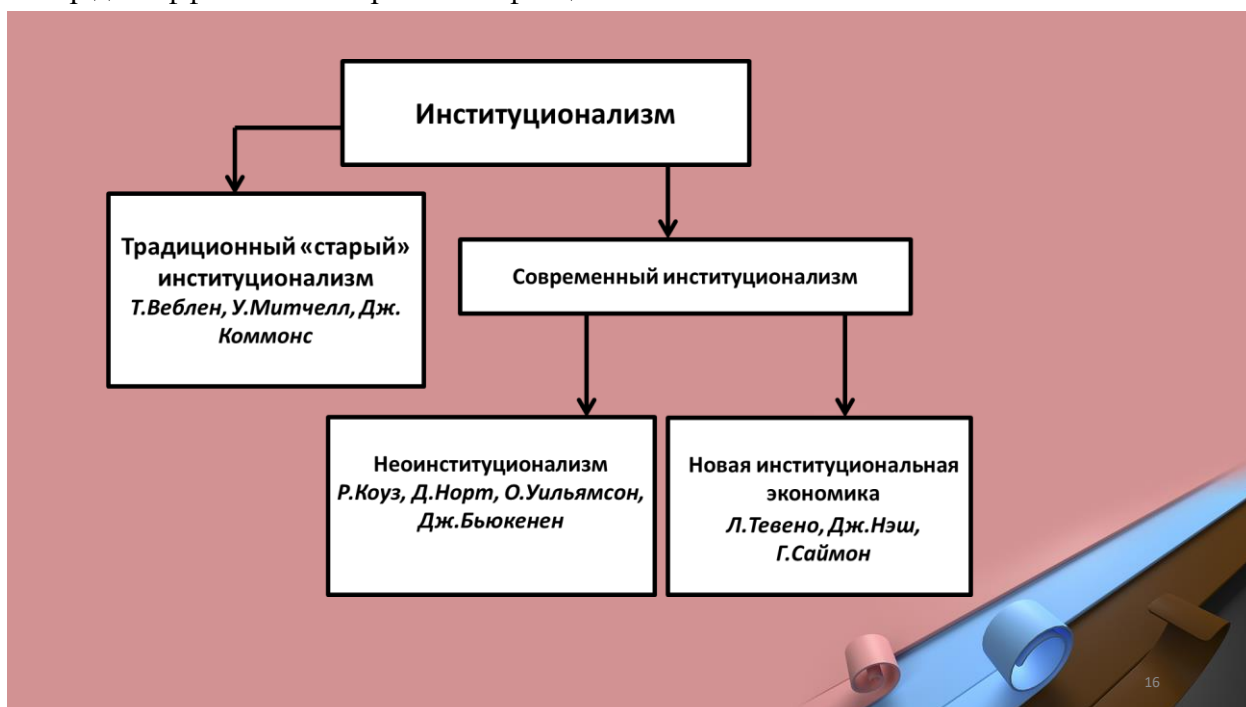 Институционализм
Традиционный «старый»
институционализм
Т.Веблен, У.Митчелл, Дж.
Коммонс
Современный институционализм
Неоинституционализм
Р.Коуз, Д.Норт, О.Уильямсон,
Дж.Бьюкенен
Новая институциональная
экономика
Л.Тевено, Дж.Нэш,
Г.Саймон
16